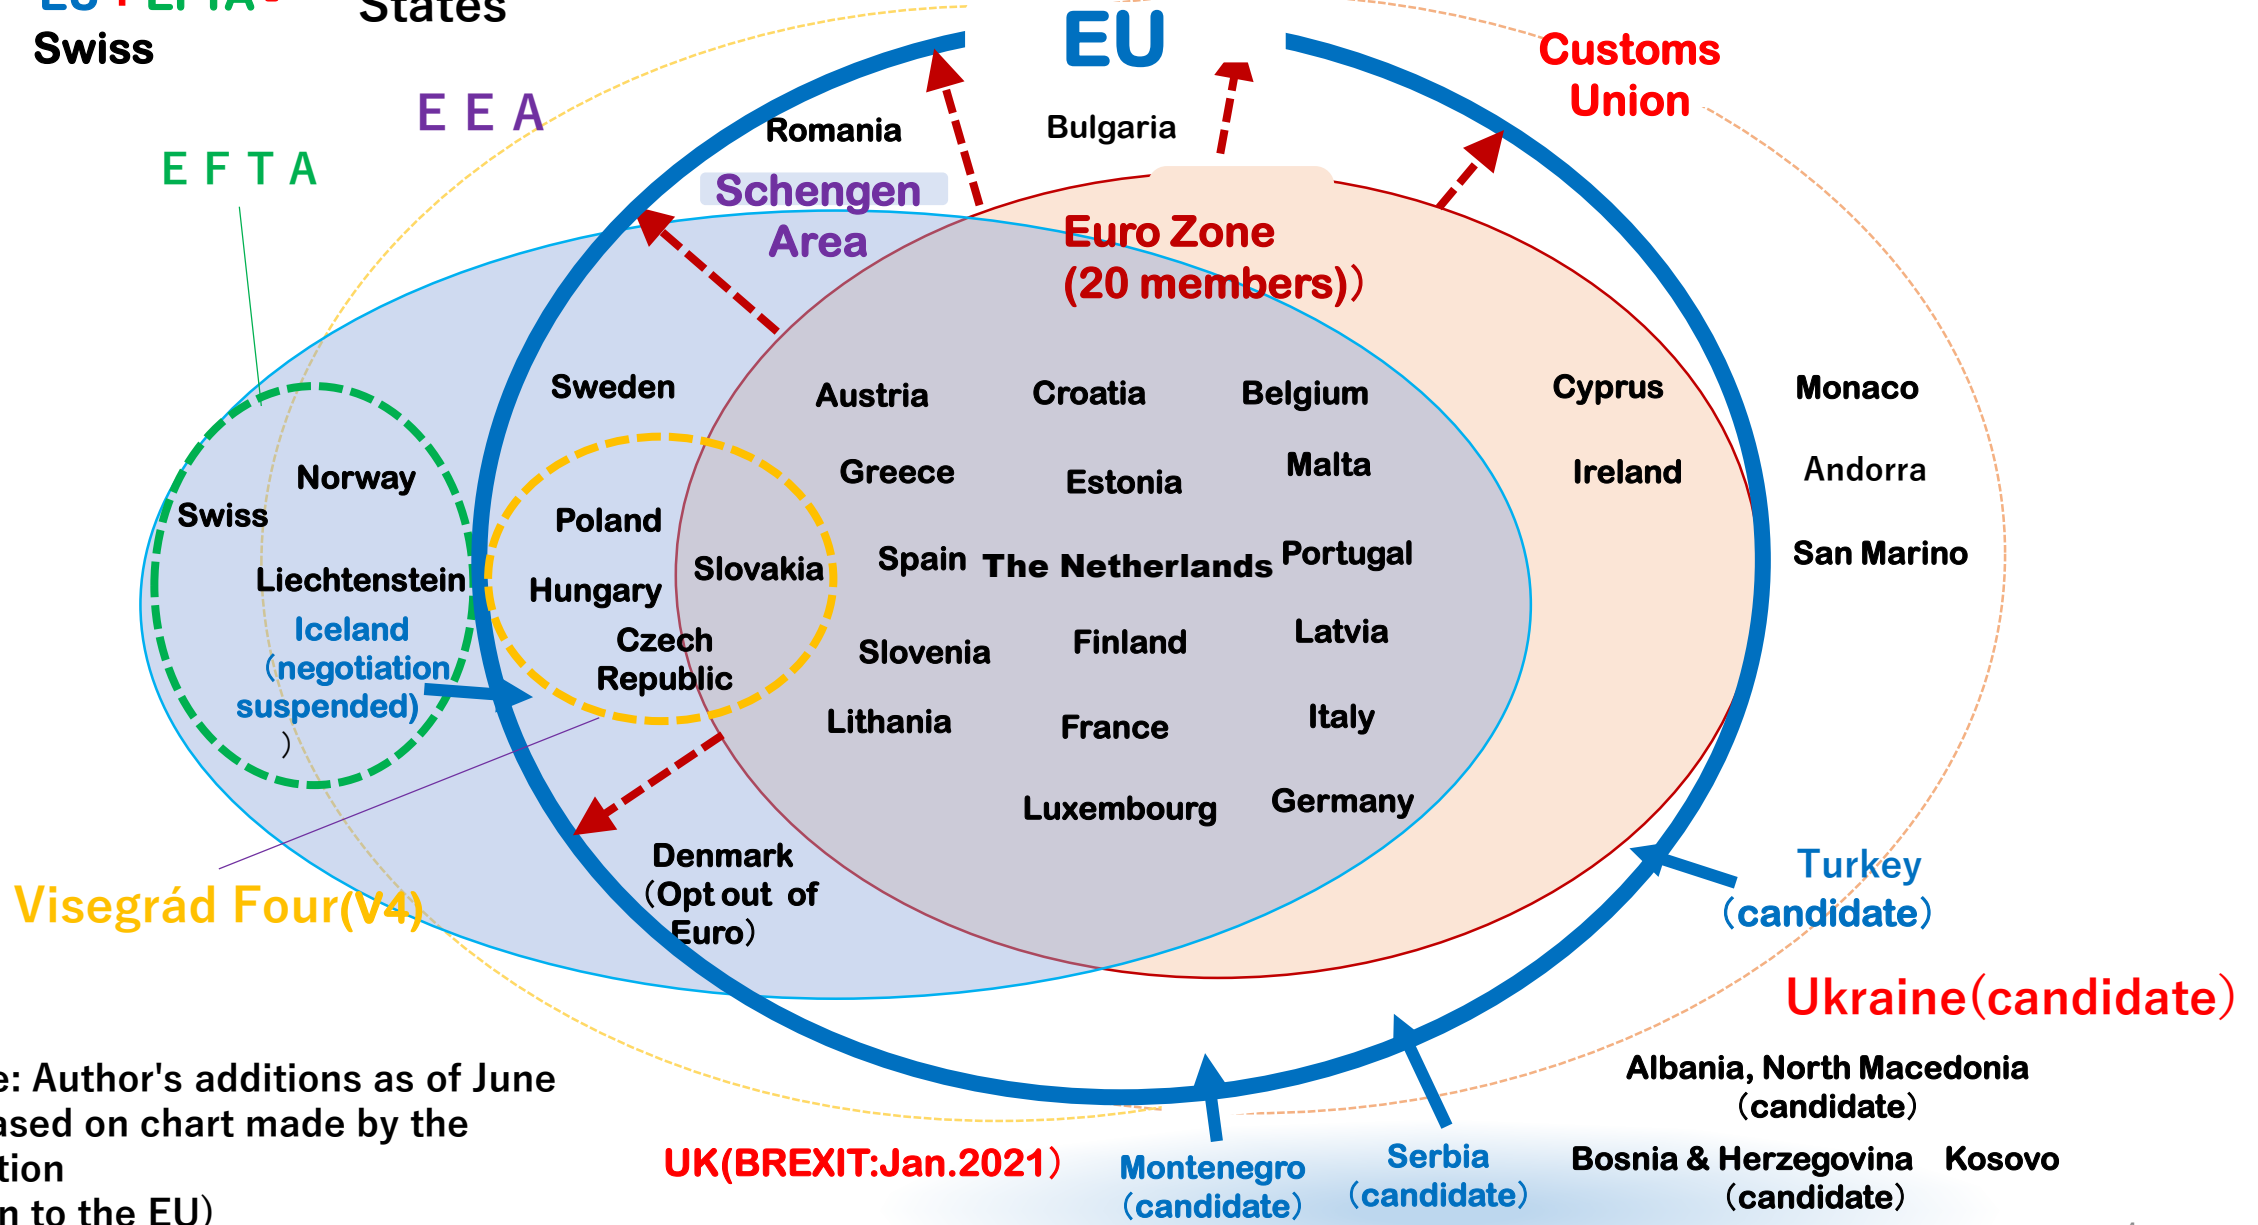 States
Swiss
EU
Customs
Union
E E A
E F T A
Romania
Bulgaria
Schengen
Area
Euro Zone
(20 members)）
Sweden
Austria
Croatia
Belgium
Cyprus
Monaco
Norway
Greece
Estonia
Malta
Ireland
Andorra
Swiss
Poland
Slovakia
Spain
The Netherlands
Portugal
San Marino
Liechtenstein
Hungary
Iceland
（negotiation
suspended)
）
Czech
Republic
Slovenia
Finland
Latvia
Lithania
France
Italy
Luxembourg
Germany
Denmark
（Opt out of
Euro）
Visegrád Four(V4)
Turkey
（candidate）
Ukraine(candidate）
Albania, North Macedonia
（candidate）
Bosnia & Herzegovina Kosovo
（candidate）
UK(BREXIT:Jan.2021）
Montenegro
（candidate）
Serbia
（candidate）
e: Author's additions as of June
ased on chart made by the
tion
n to the EU)